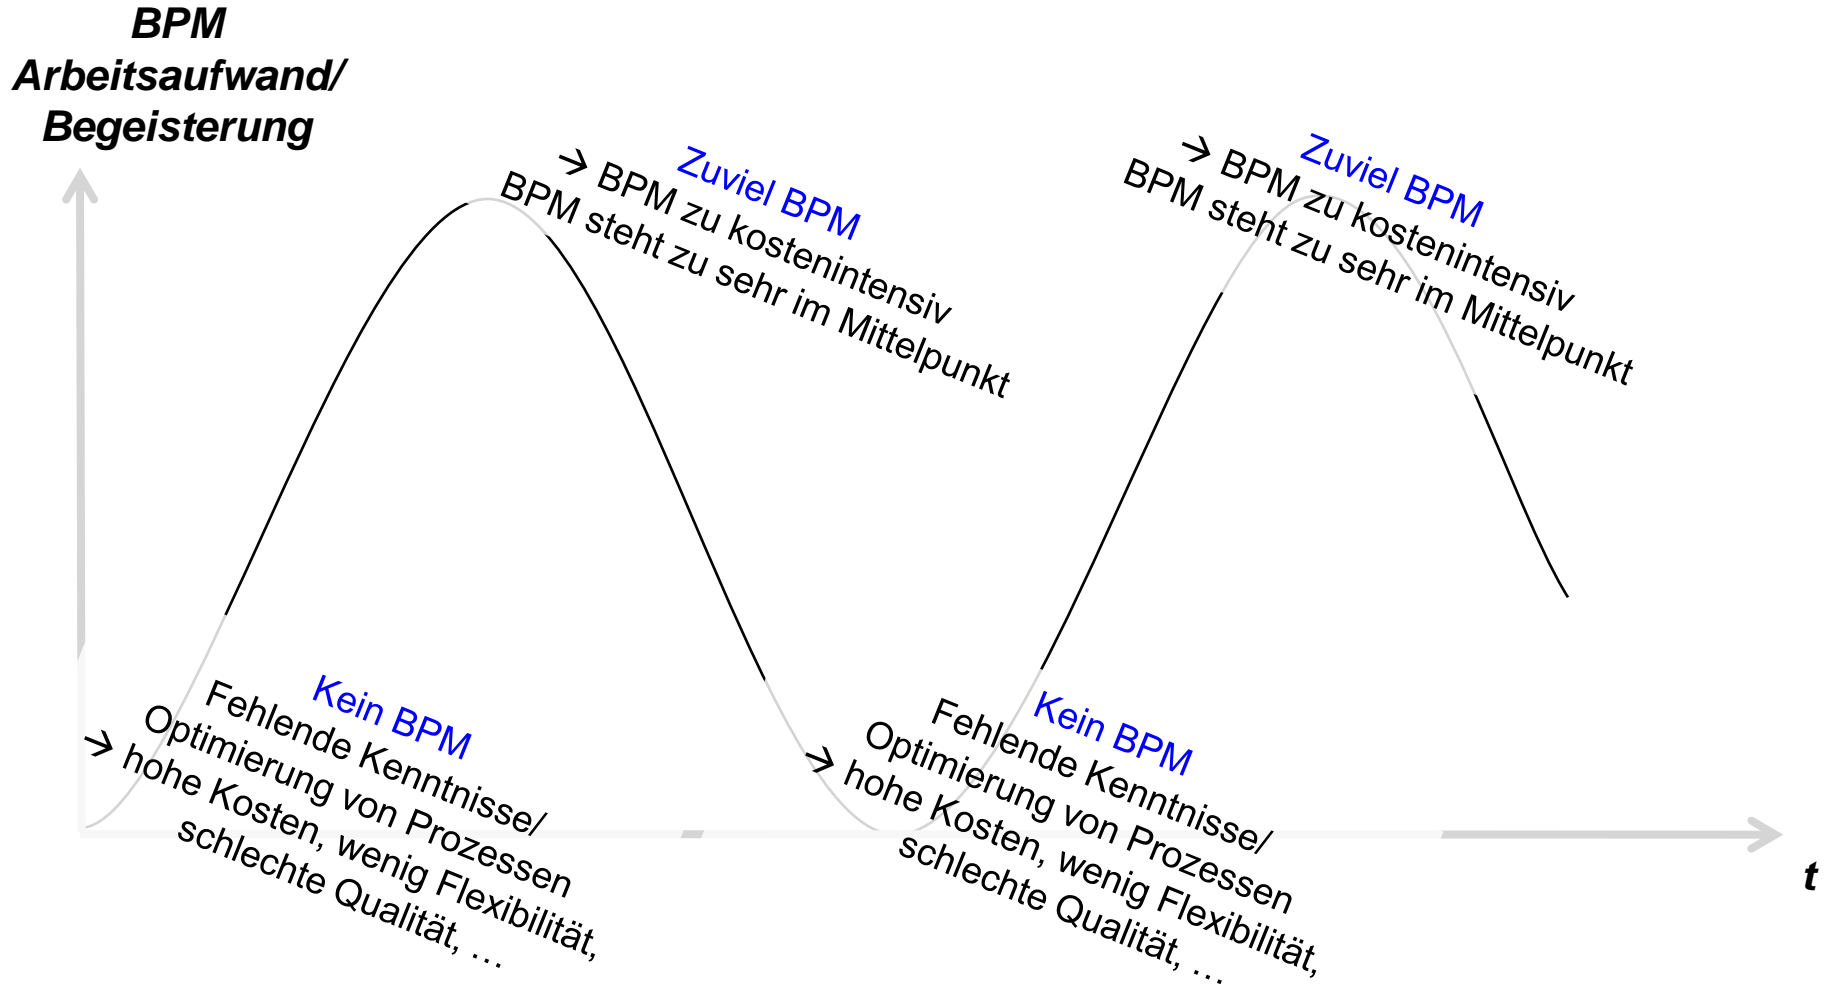 BPM
Arbeitsaufwand/
Begeisterung
Zuviel BPM
→ BPM zu kostenintensiv
BPM steht zu sehr im Mittelpunkt
Zuviel BPM
→ BPM zu kostenintensiv
BPM steht zu sehr im Mittelpunkt
Kein BPM
Fehlende Kenntnisse/
Optimierung von Prozessen
→ hohe Kosten, wenig Flexibilität,
schlechte Qualität, …
Kein BPM
Fehlende Kenntnisse/
Optimierung von Prozessen
→ hohe Kosten, wenig Flexibilität,
schlechte Qualität, …
t